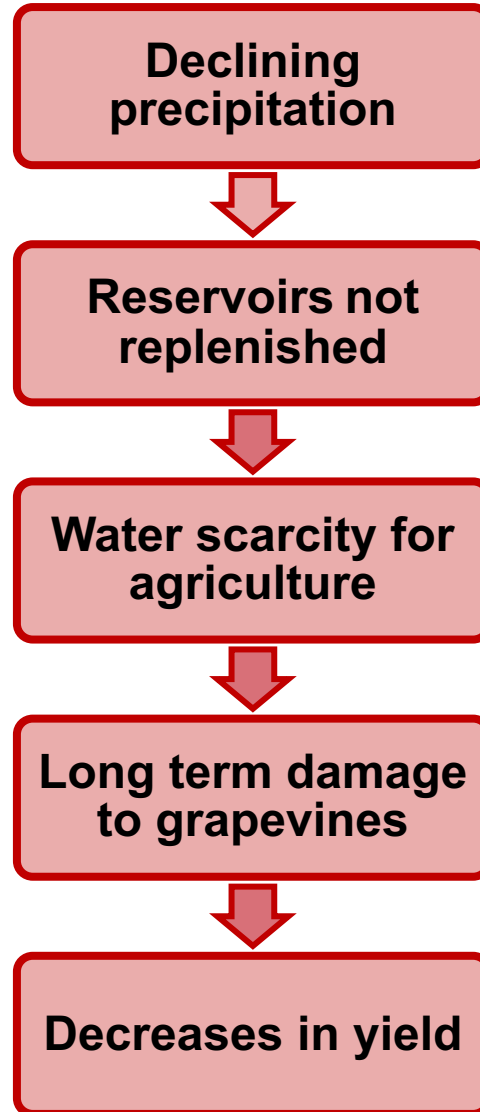 Declining
precipitation
Reservoirs not
replenished
Water scarcity for
agriculture
Long term damage
to grapevines
Decreases in yield